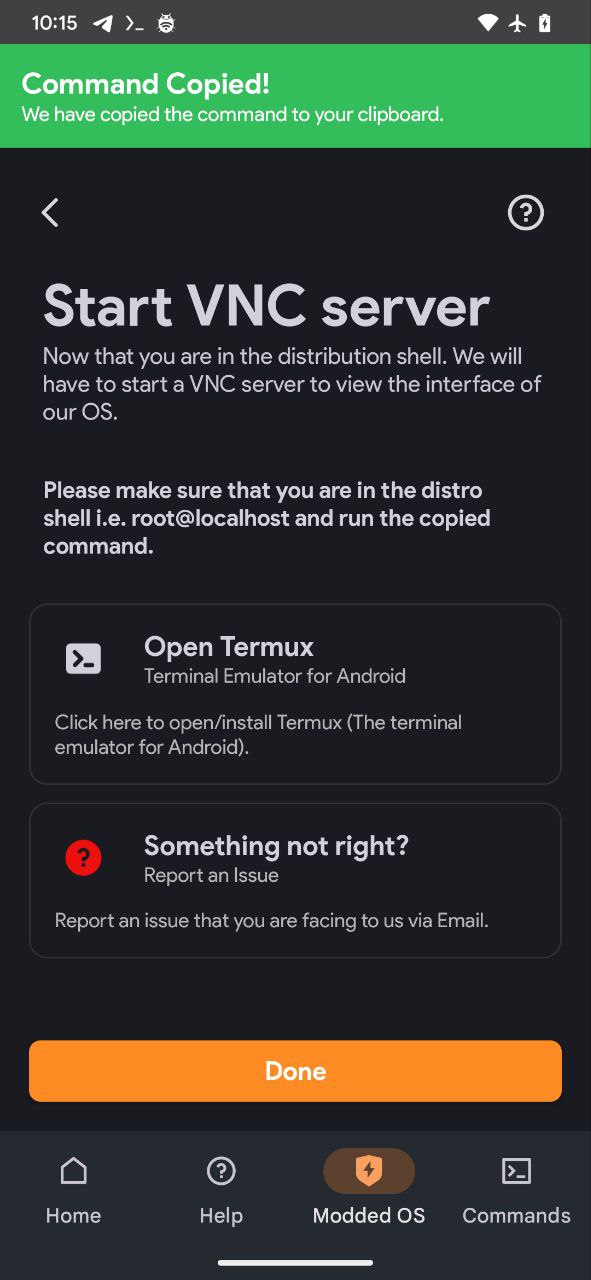 10:15
Command Copied!
We have copied the command to your clipboard.
Start VNC server
Now that you are in the distribution shell. We will
have to start a VNC server to view the interface of
our OS.
Please make sure that you are in the distro
shell i.e. root@localhost and run the copied
command.
Open Termux
Terminal Emulator for Android
Click here to open/install Termux (The terminal
emulator for Android).
Something not right?
Report an Issue
Report an issue that you are facing to us via Email.
Done
Home Help Modded OS Commands